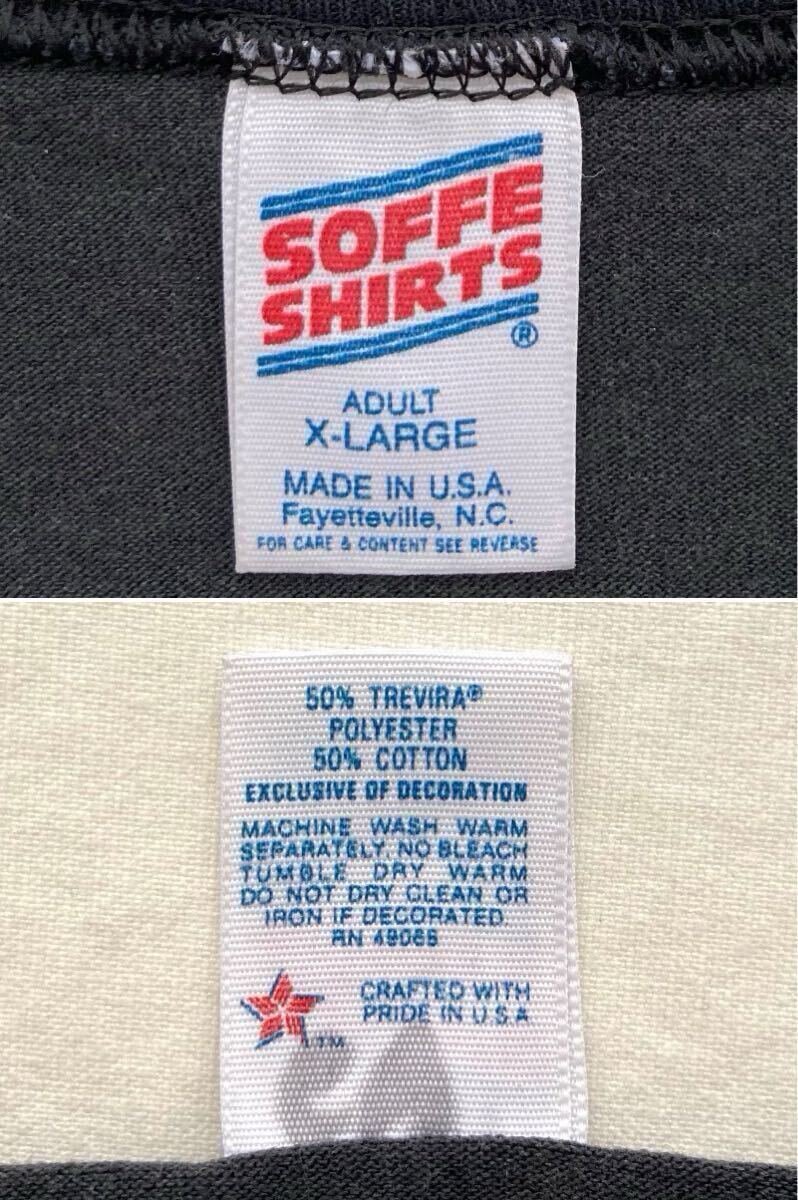 SOFFE
SHIRTS
®
ADULT
X-LARGE
MADE IN U.S.A.
Fayetteville, N.C.
FOR CARE & CONTENT SEE REVERSE
50% TREVIRA®
POLYESTER
50% COTTON
EXCLUSIVE OF DECORATION
MACHINE WASH WARM
SEPARATELY, NO BLEACH
TUMBLE DRY WARM
DO NOT DRY CLEAN OR
IRON IF DECORATED.
RN 49066
CRAFTED WITH
PRIDE IN U.S.A.
TM